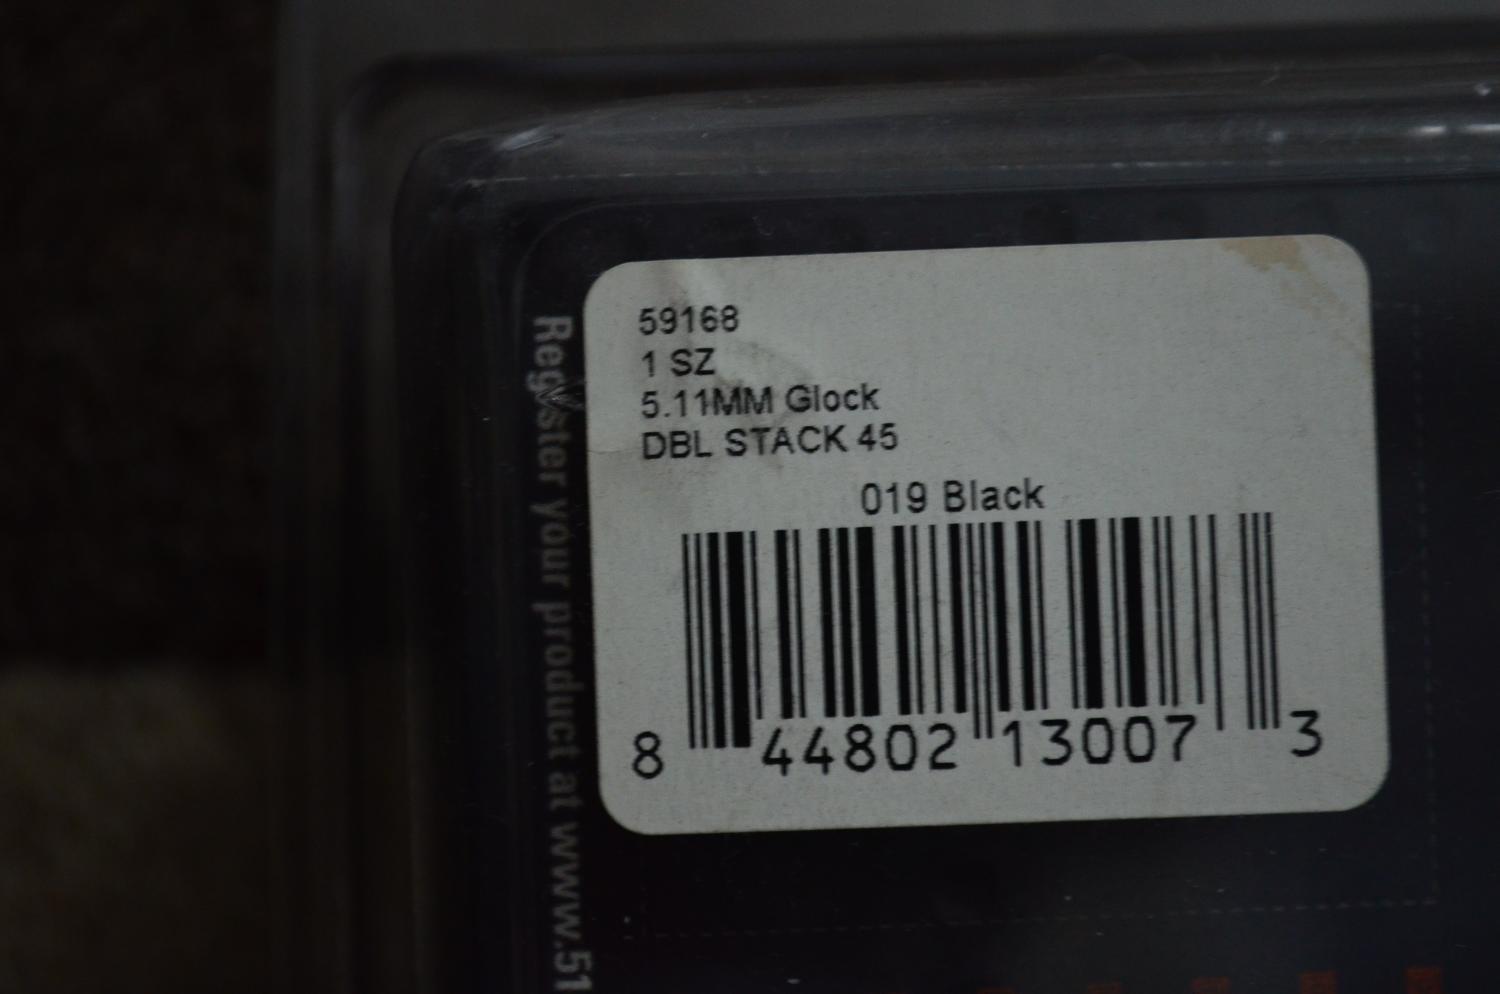 59168
1 SZ
5.11MM Glock
DBL STACK 45
019 Black
8 44802 13007 3
Register your product at www.51